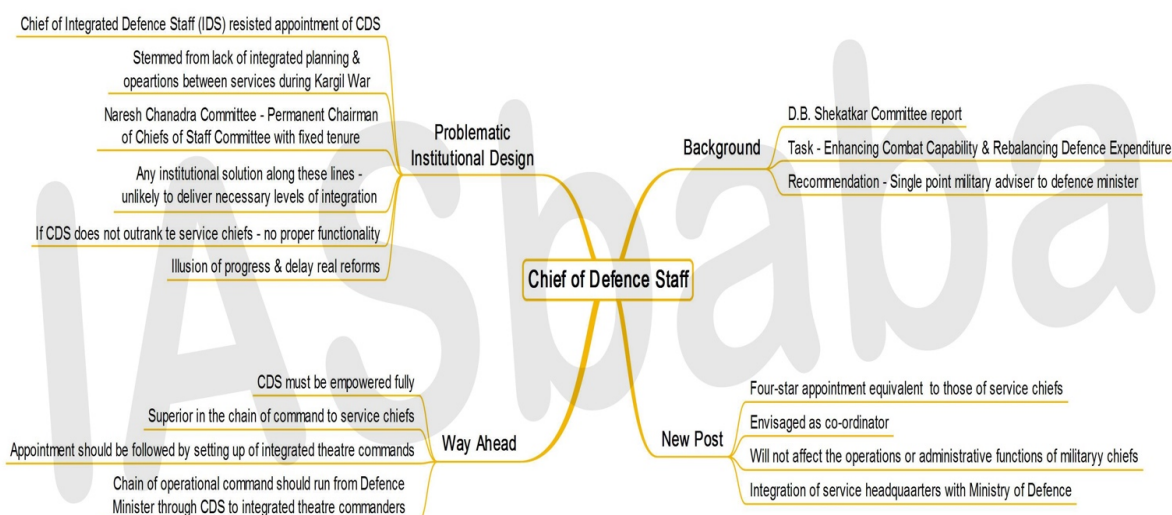 Chief of Integrated Defence Staff (IDS) resisted appointment of CDS
Stemmed from lack of integrated planning &
opeartions between services during Kargil War
Naresh Chanadra Committee - Permanent Chairman
of Chiefs of Staff Committee with fixed tenure
Any institutional solution along these lines -
unlikely to deliver necessary levels of integration
If CDS does not outrank te service chiefs - no proper functionality
Illusion of progress & delay real reforms
Problematic
Institutional Design
Background
D.B. Shekatkar Committee report
Task - Enhancing Combat Capability & Rebalancing Defence Expenditure
Recommendation - Single point military adviser to defence minister
Chief of Defence Staff
CDS must be empowered fully
Superior in the chain of command to service chiefs
Appointment should be followed by setting up of integrated theatre commands
Chain of operational command should run from Defence
Minister through CDS to integrated theatre commanders
Way Ahead
New Post
Four-star appointment equivalent to those of service chiefs
Envisaged as co-ordinator
Will not affect the operations or administrative functions of militaryy chiefs
Integration of service headquaarters with Ministry of Defence
IASbaba